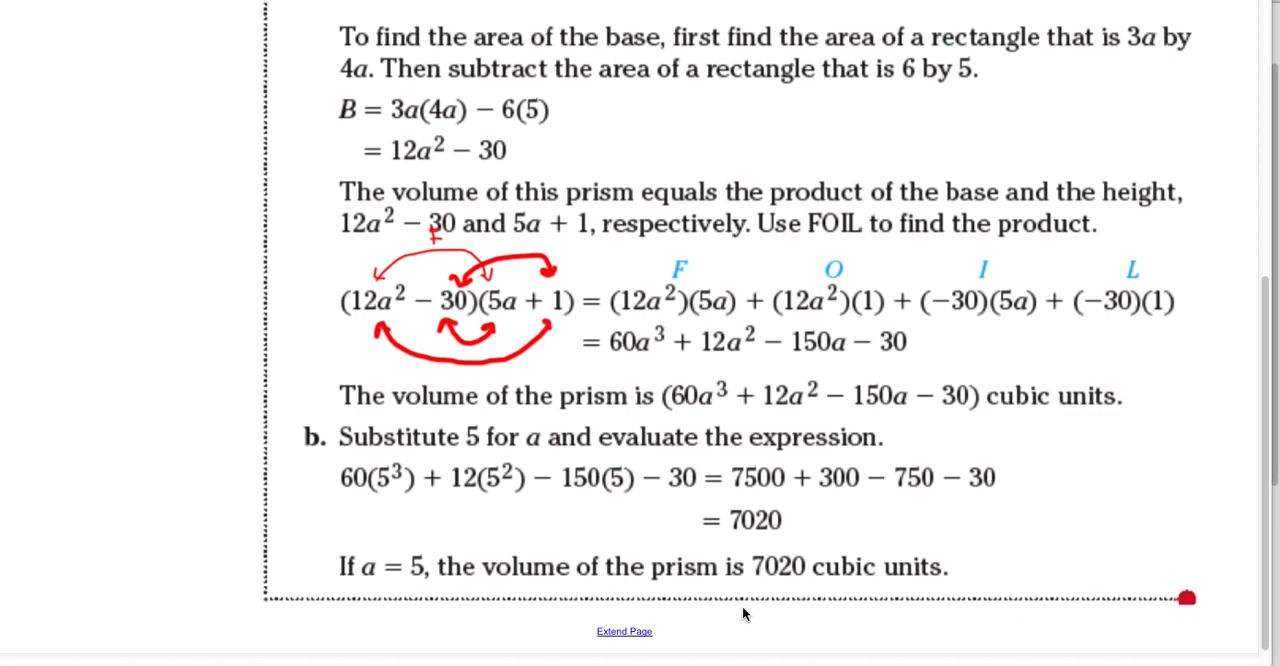 To find the area of the base, first find the area of a rectangle that is 3a by
4a. Then subtract the area of a rectangle that is 6 by 5.
B = 3a(4a) − 6(5)
= 12a² − 30
The volume of this prism equals the product of the base and the height,
12a² − 30 and 5a + 1, respectively. Use FOIL to find the product.
F
F O I L
(12a² − 30)(5a + 1) = (12a²)(5a) + (12a²)(1) + (−30)(5a) + (−30)(1)
= 60a³ + 12a² − 150a − 30
The volume of the prism is (60a³ + 12a² − 150a − 30) cubic units.
b. Substitute 5 for a and evaluate the expression.
60(5³) + 12(5²) − 150(5) − 30 = 7500 + 300 − 750 − 30
= 7020
If a = 5, the volume of the prism is 7020 cubic units.
Extend Page